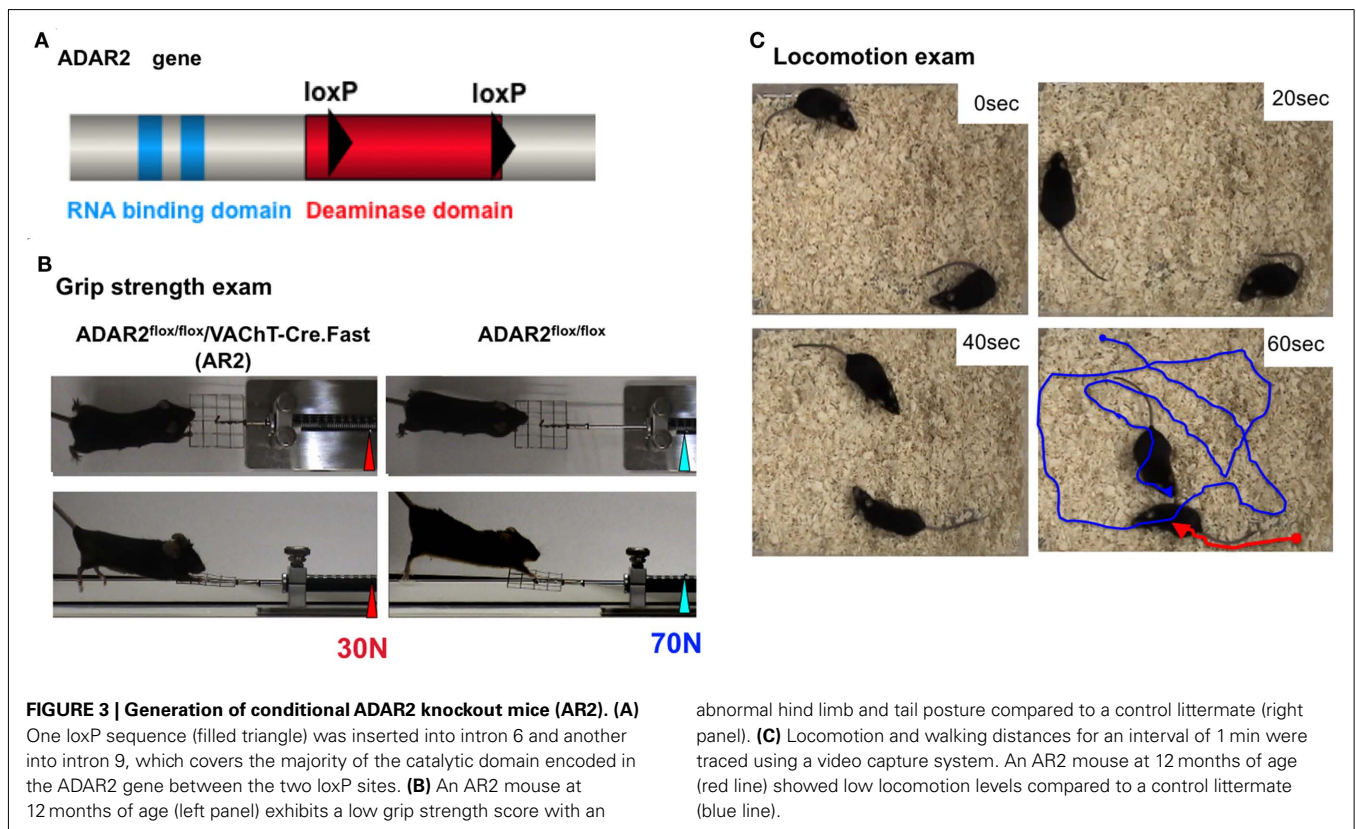 A
ADAR2 gene
loxP
loxP
RNA binding domain
Deaminase domain
B
Grip strength exam
ADAR2flox/flox/VAChT-Cre.Fast
(AR2)
ADAR2flox/flox
30N
70N
C
Locomotion exam
0sec
20sec
40sec
60sec
FIGURE 3 | Generation of conditional ADAR2 knockout mice (AR2). (A)
One loxP sequence (filled triangle) was inserted into intron 6 and another
into intron 9, which covers the majority of the catalytic domain encoded in
the ADAR2 gene between the two loxP sites. (B) An AR2 mouse at
12 months of age (left panel) exhibits a low grip strength score with an
abnormal hind limb and tail posture compared to a control littermate (right
panel). (C) Locomotion and walking distances for an interval of 1 min were
traced using a video capture system. An AR2 mouse at 12 months of age
(red line) showed low locomotion levels compared to a control littermate
(blue line).